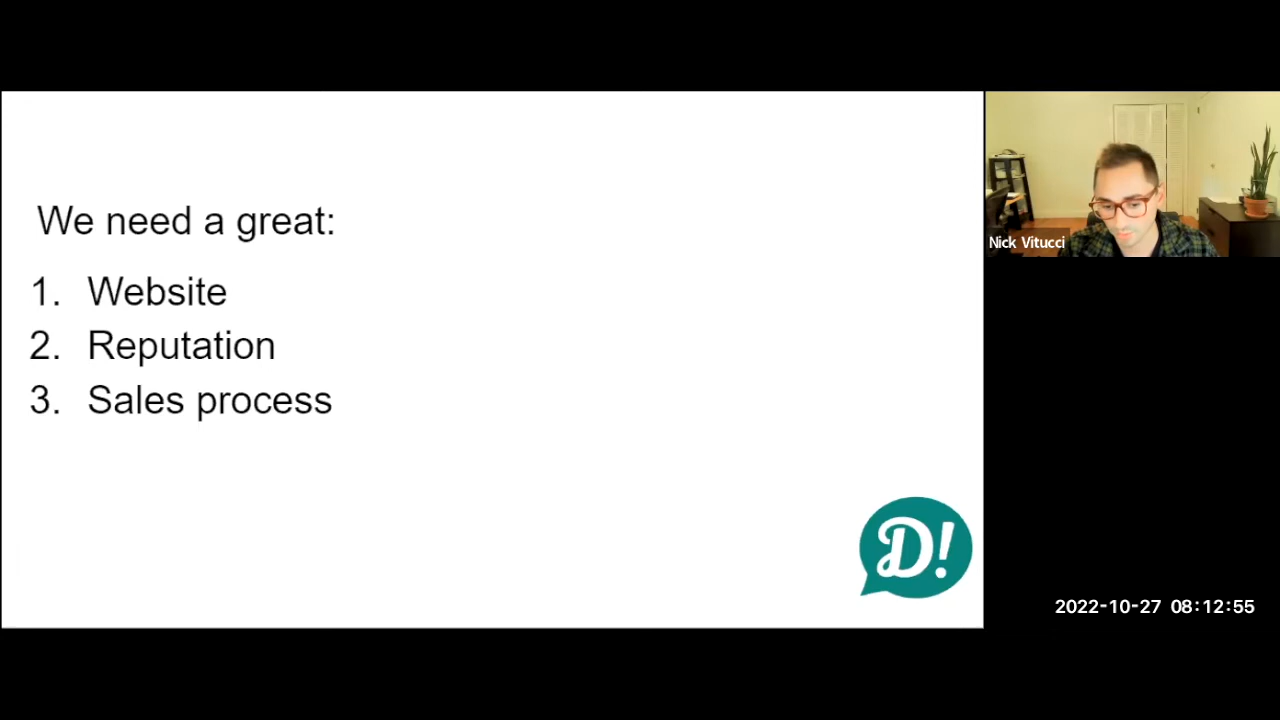 We need a great:
1. Website
2. Reputation
3. Sales process
D!
Nick Vitucci
2022-10-27 08:12:55